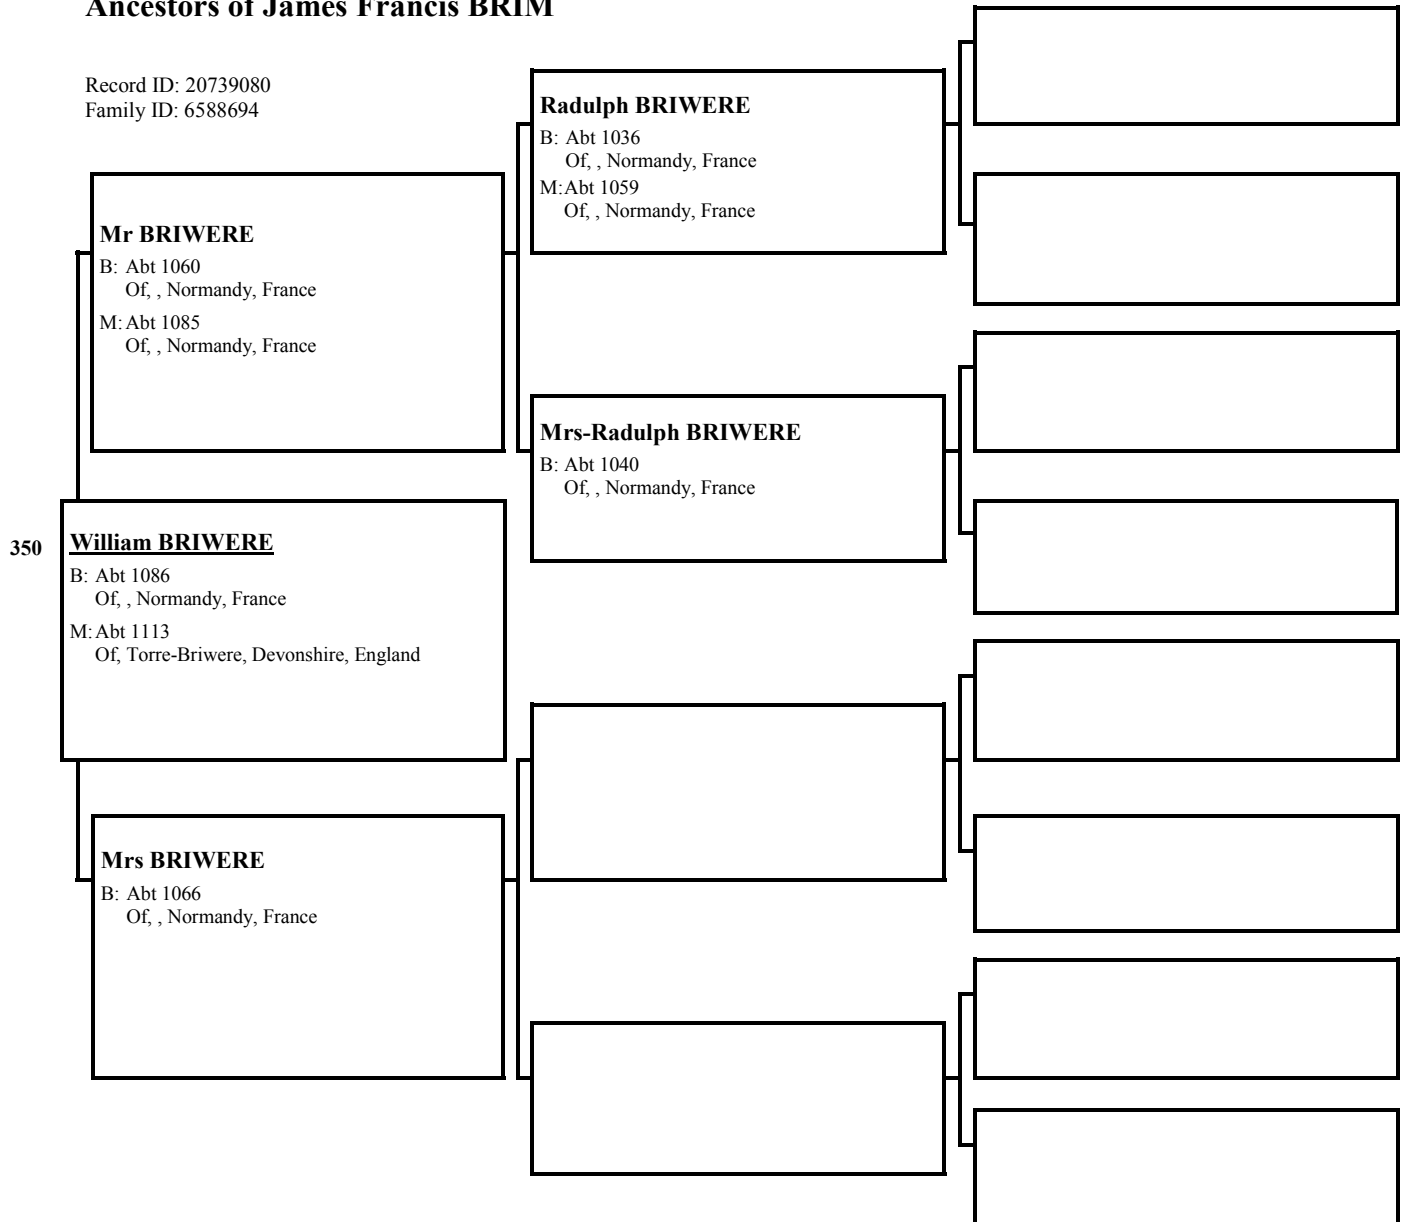 Ancestors of James Francis BRIM
Record ID: 20739080
Family ID: 6588694
Radulph BRIWERE
B: Abt 1036
Of, , Normandy, France
M:Abt 1059
Of, , Normandy, France
Mr BRIWERE
B: Abt 1060
Of, , Normandy, France
M:Abt 1085
Of, , Normandy, France
Mrs-Radulph BRIWERE
B: Abt 1040
Of, , Normandy, France
350
William BRIWERE
B: Abt 1086
Of, , Normandy, France
M:Abt 1113
Of, Torre-Briwere, Devonshire, England
Mrs BRIWERE
B: Abt 1066
Of, , Normandy, France